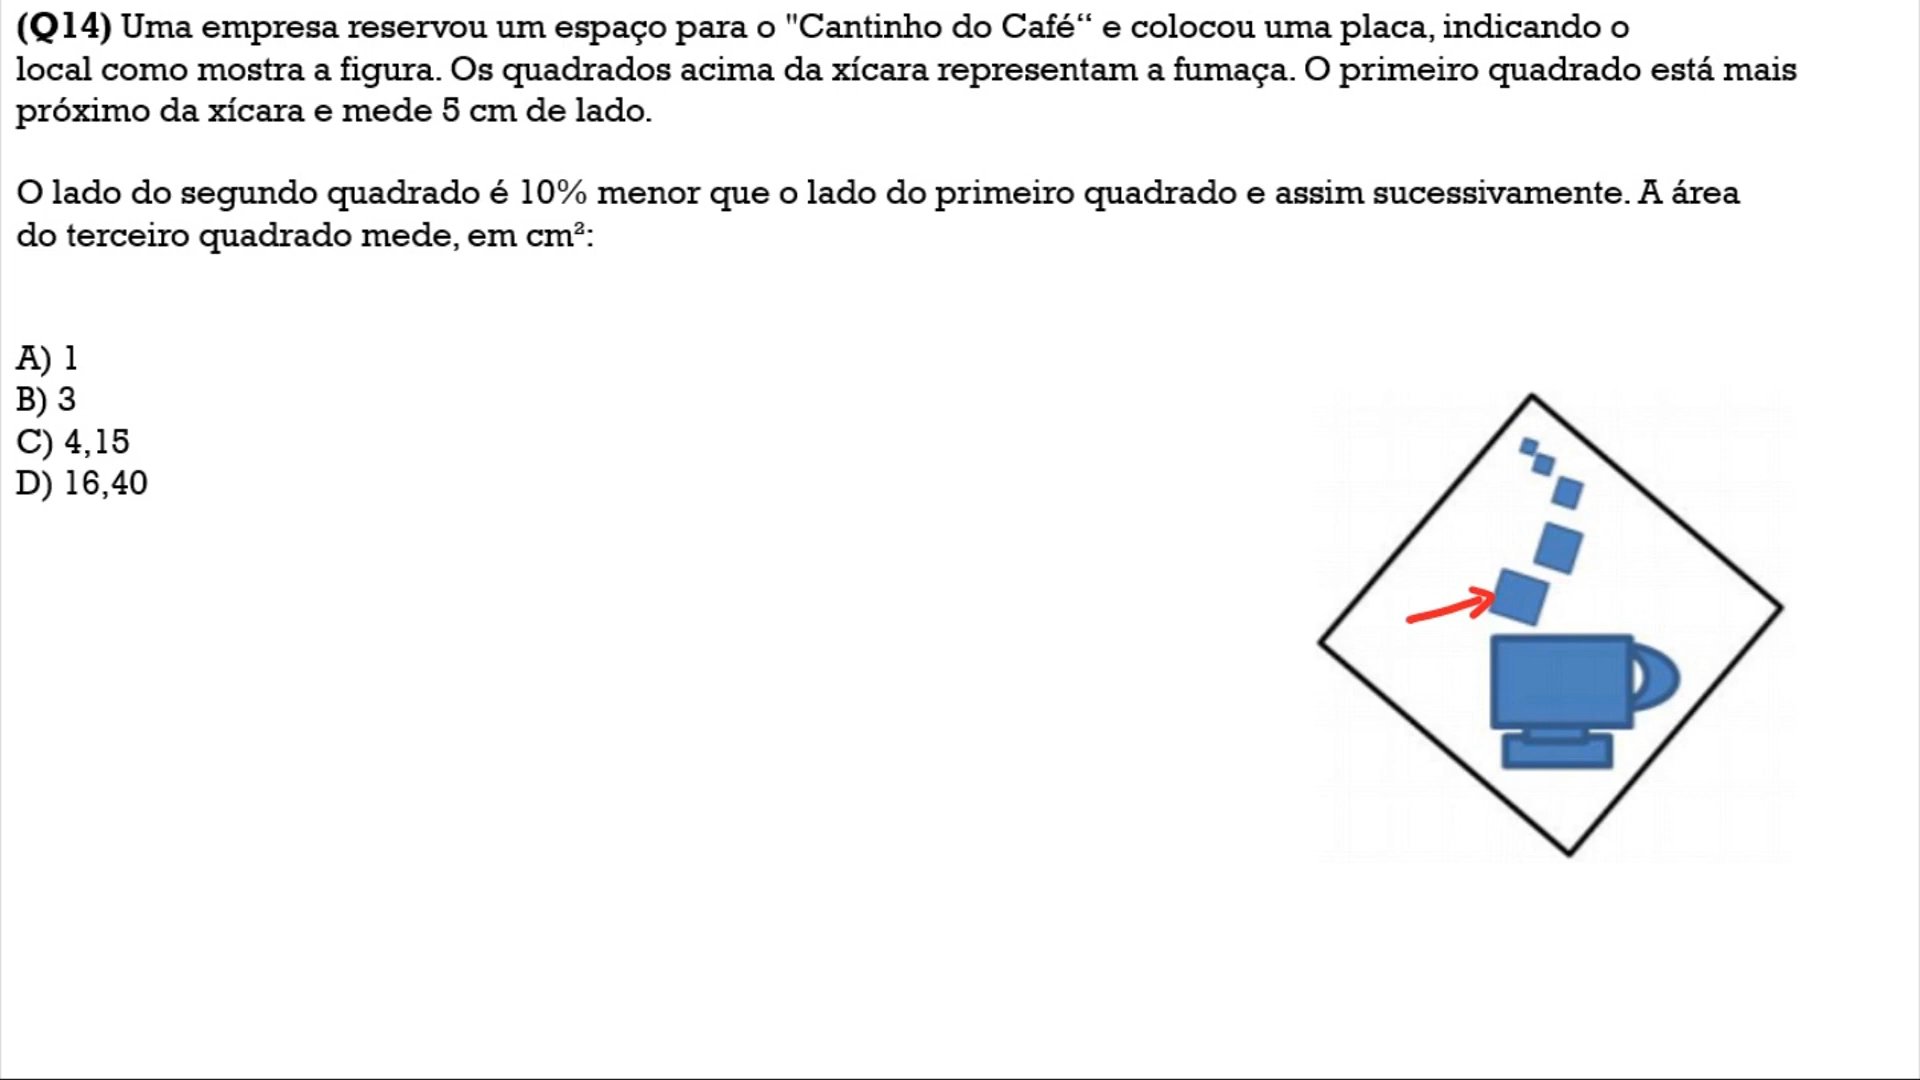 (Q14) Uma empresa reservou um espaço para o "Cantinho do Café“ e colocou uma placa, indicando o
local como mostra a figura. Os quadrados acima da xícara representam a fumaça. O primeiro quadrado está mais
próximo da xícara e mede 5 cm de lado.
O lado do segundo quadrado é 10% menor que o lado do primeiro quadrado e assim sucessivamente. A área
do terceiro quadrado mede, em cm²:
A) 1
B) 3
C) 4,15
D) 16,40